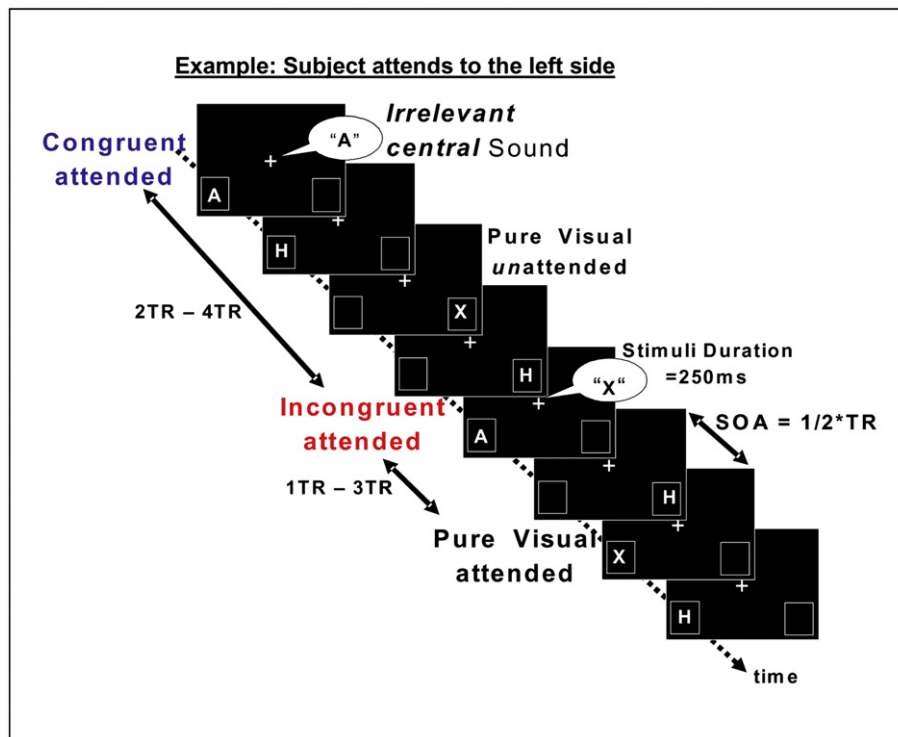 Example: Subject attends to the left side
Congruent
attended
"A"
Irrelevant
central Sound
A
H
Pure Visual
unattended
X
2TR – 4TR
H
Stimuli Duration
=250ms
"X"
Incongruent
attended
A
SOA = 1/2*TR
1TR – 3TR
H
Pure Visual
attended
X
H
time